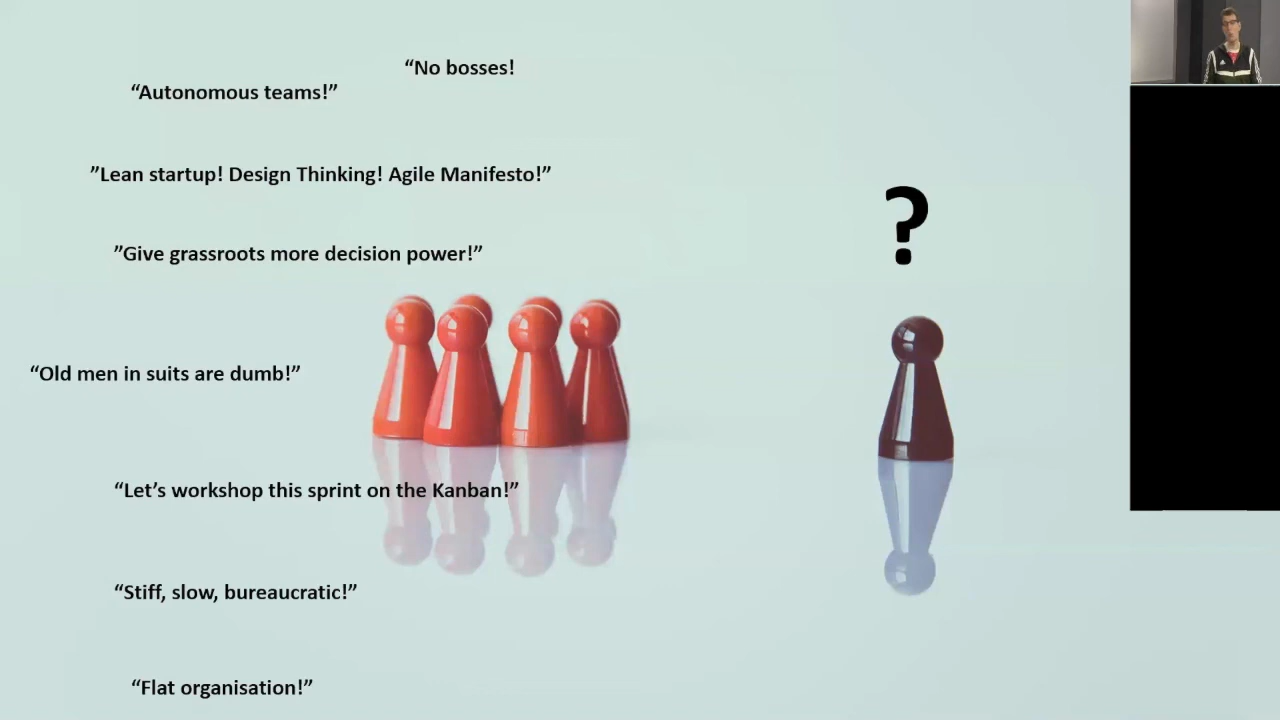 “No bosses!
“Autonomous teams!”
”Lean startup! Design Thinking! Agile Manifesto!”
?
”Give grassroots more decision power!”
“Old men in suits are dumb!”
“Let’s workshop this sprint on the Kanban!”
“Stiff, slow, bureaucratic!”
“Flat organisation!”